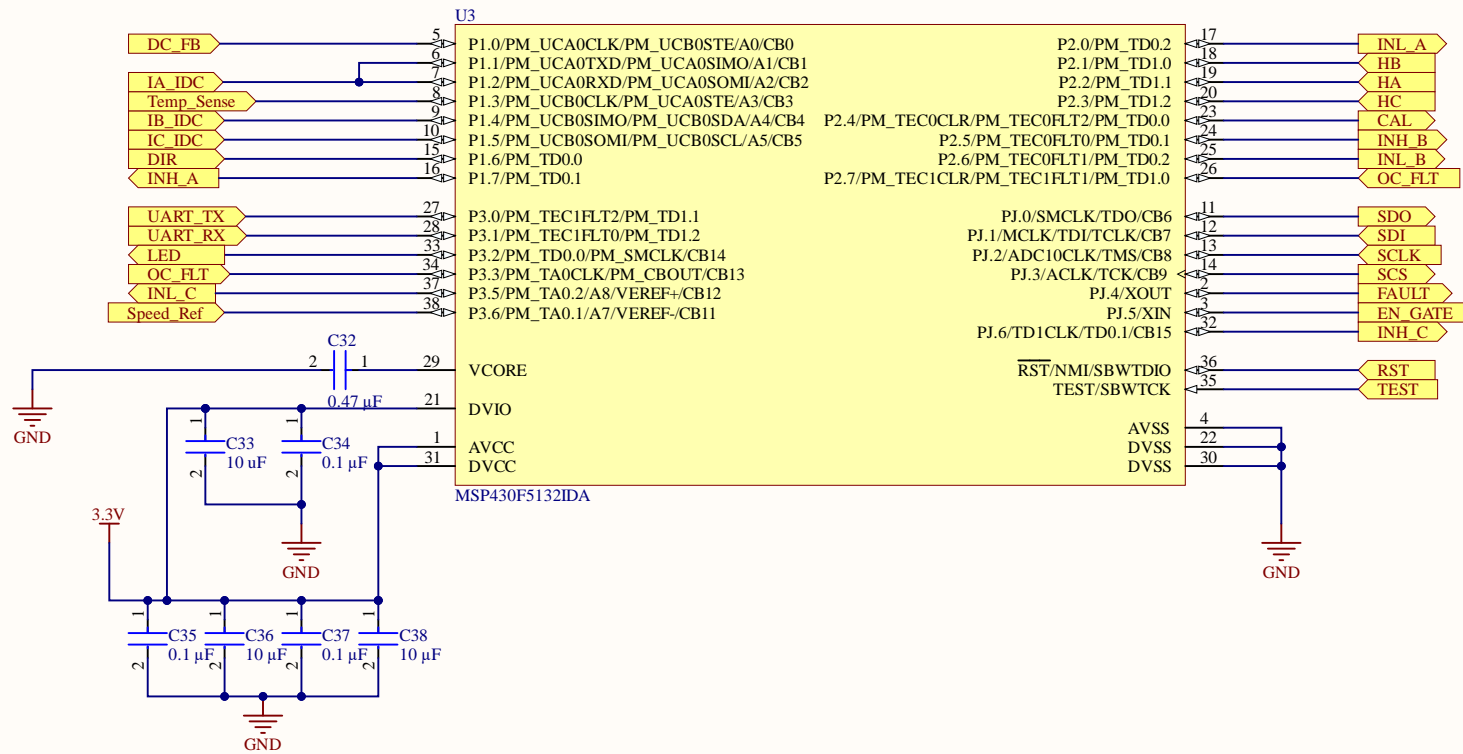 U3
DC_FB 5 P1.0/PM_UCA0CLK/PM_UCB0STE/A0/CB0 P2.0/PM_TD0.2 17 INL_A
6 P1.1/PM_UCA0TXD/PM_UCA0SIMO/A1/CB1 P2.1/PM_TD1.0 18 HB
IA_IDC 7 P1.2/PM_UCA0RXD/PM_UCA0SOMI/A2/CB2 P2.2/PM_TD1.1 19 HA
Temp_Sense 8 P1.3/PM_UCB0CLK/PM_UCA0STE/A3/CB3 P2.3/PM_TD1.2 20 HC
IB_IDC 9 P1.4/PM_UCB0SIMO/PM_UCB0SDA/A4/CB4 P2.4/PM_TEC0CLR/PM_TEC0FLT2/PM_TD0.0 23 CAL
IC_IDC 10 P1.5/PM_UCB0SOMI/PM_UCB0SCL/A5/CB5 P2.5/PM_TEC0FLT0/PM_TD0.1 24 INH_B
DIR 15 P1.6/PM_TD0.0 P2.6/PM_TEC0FLT1/PM_TD0.2 25 INL_B
INH_A 16 P1.7/PM_TD0.1 P2.7/PM_TEC1CLR/PM_TEC1FLT1/PM_TD1.0 26 OC_FLT
UART_TX 27 P3.0/PM_TEC1FLT2/PM_TD1.1 PJ.0/SMCLK/TDO/CB6 11 SDO
UART_RX 28 P3.1/PM_TEC1FLT0/PM_TD1.2 PJ.1/MCLK/TDI/TCLK/CB7 12 SDI
LED 33 P3.2/PM_TD0.0/PM_SMCLK/CB14 PJ.2/ADC10CLK/TMS/CB8 13 SCLK
OC_FLT 34 P3.3/PM_TA0CLK/PM_CBOUT/CB13 PJ.3/ACLK/TCK/CB9 14 SCS
INL_C 37 P3.5/PM_TA0.2/A8/VEREF+/CB12 PJ.4/XOUT 2 FAULT
Speed_Ref 38 P3.6/PM_TA0.1/A7/VEREF-/CB11 PJ.5/XIN 3 EN_GATE
PJ.6/TD1CLK/TD0.1/CB15 32 INH_C
C32
2 1 29 VCORE RST/NMI/SBWTDIO 36 RST
0.47 µF TEST/SBWTCK 35 TEST
GND
21 DVIO
1 1 AVSS 4
C33 C34 1 AVCC DVSS 22
10 uF 0.1 µF 31 DVCC DVSS 30
2 2
MSP430F5132IDA
3.3V
GND GND
1 1 1 1
C35 C36 C37 C38
0.1 µF 10 µF 0.1 µF 10 µF
2 2 2 2
GND